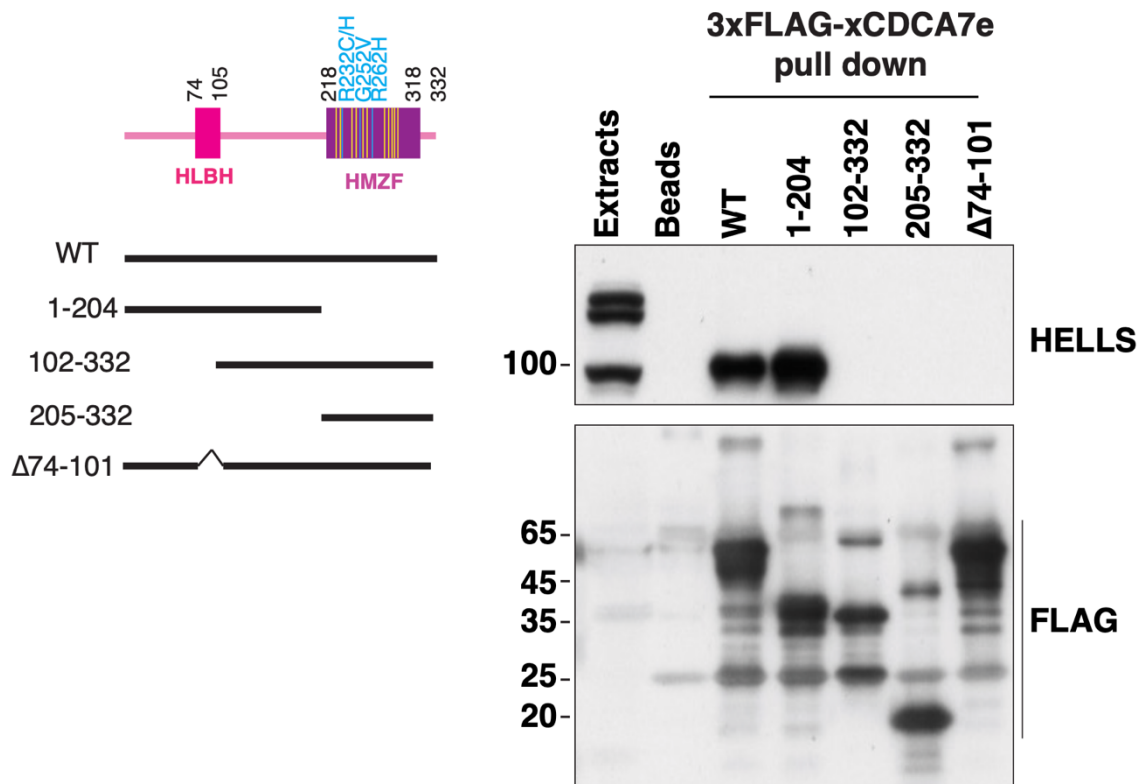 74
105
218
R232C/H
G252V
R262H
318
332
HLBH
HMZF
WT
1-204
102-332
205-332
Δ74-101
3xFLAG-xCDCA7e
pull down
Extracts
Beads
WT
1-204
102-332
205-332
Δ74-101
100-
HELLS
65-
45-
35-
25-
20-
FLAG